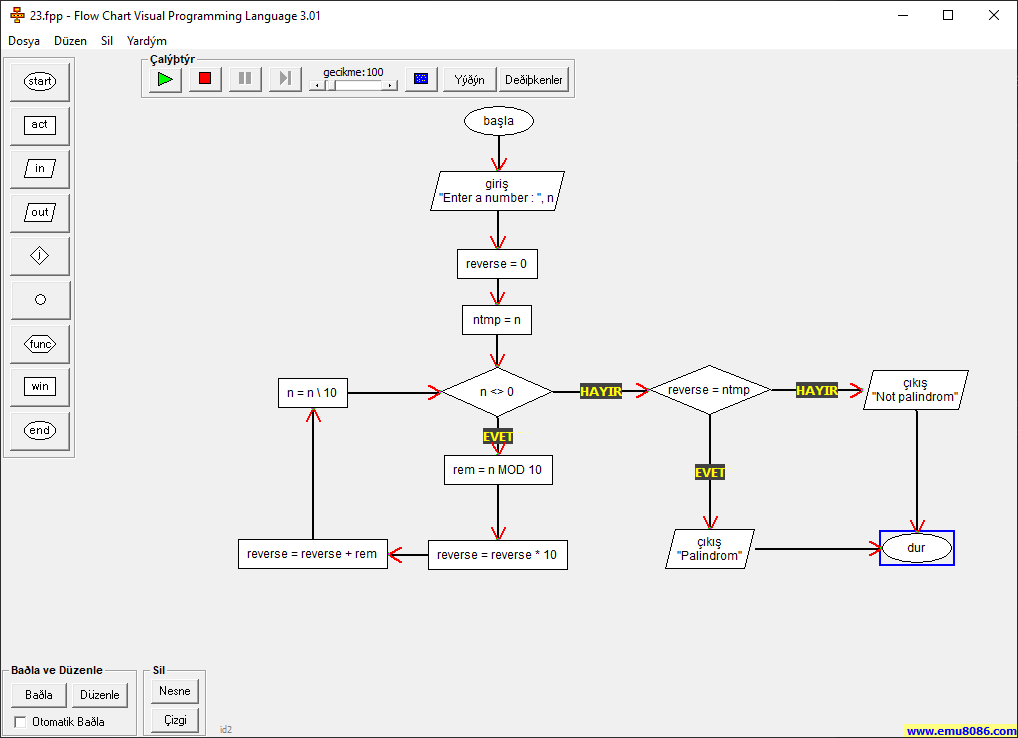 23.fpp - Flow Chart Visual Programming Language 3.01
Dosya Düzen Sil Yardým
Çalýþtýr
gecikme:100
Yýðýn
Deðiþkenler
start
act
in
out
i
func
win
end
başla
giriş
"Enter a number : ", n
reverse = 0
ntmp = n
n = n \ 10
n <> 0
HAYIR
reverse = ntmp
HAYIR
çıkış
"Not palindrom"
EVET
rem = n MOD 10
EVET
reverse = reverse + rem
reverse = reverse * 10
çıkış
"Palindrom"
dur
Baðla ve Düzenle
Baðla
Düzenle
Otomatik Baðla
Sil
Nesne
Çizgi
id2
www.emu8086.com